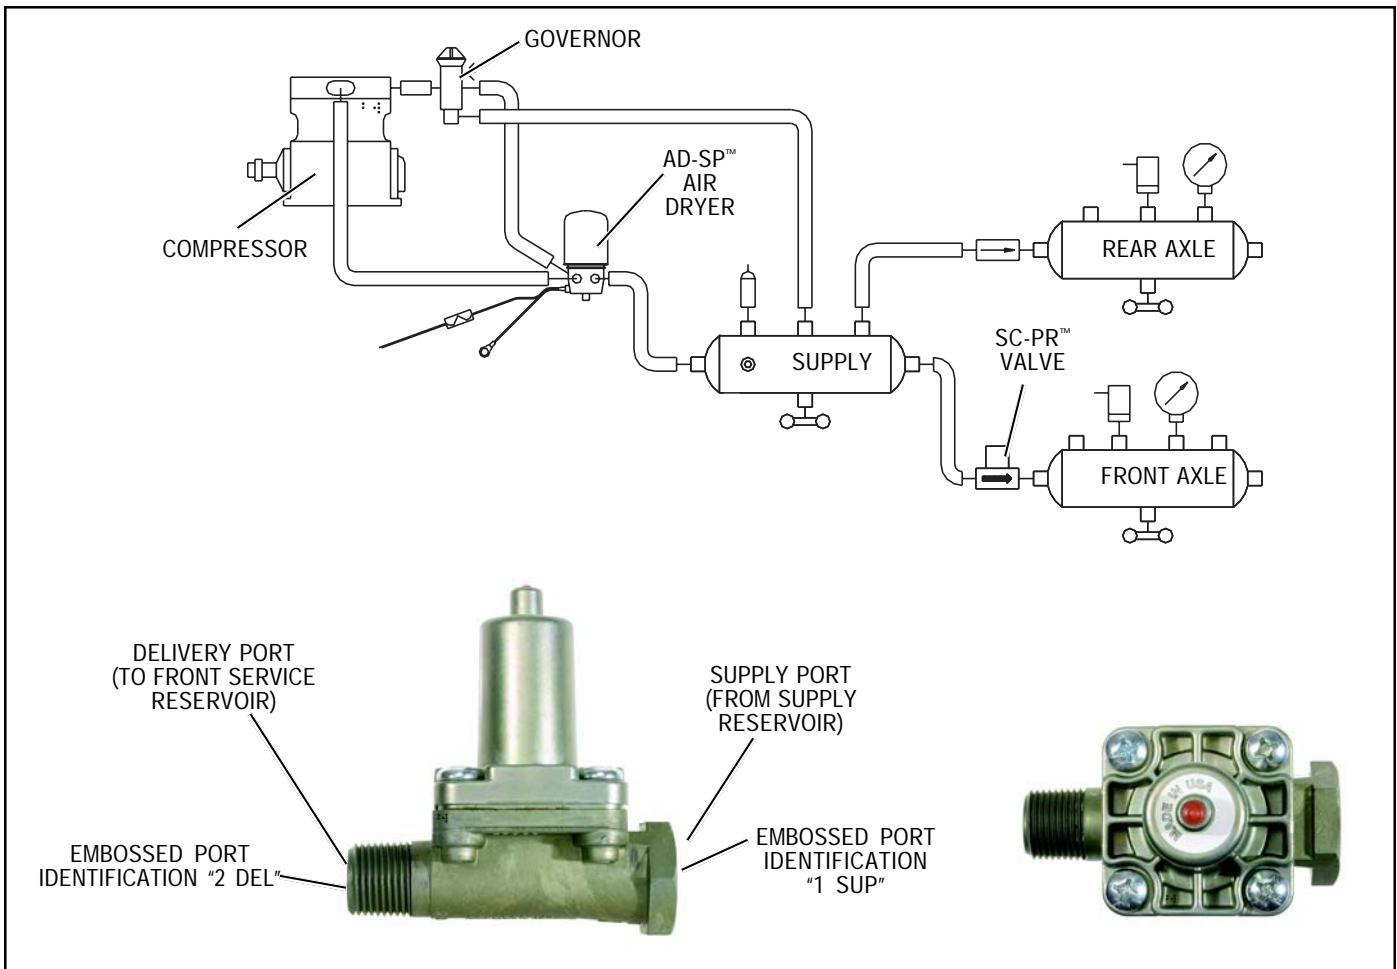 GOVERNOR
AD-SP™
AIR
DRYER
COMPRESSOR
REAR AXLE
SC-PR™
VALVE
SUPPLY
FRONT AXLE
DELIVERY PORT
(TO FRONT SERVICE
RESERVOIR)
SUPPLY PORT
(FROM SUPPLY
RESERVOIR)
EMBOSSED PORT
IDENTIFICATION "2 DEL"
EMBOSSED PORT
IDENTIFICATION
"1 SUP"
MADE IN USA